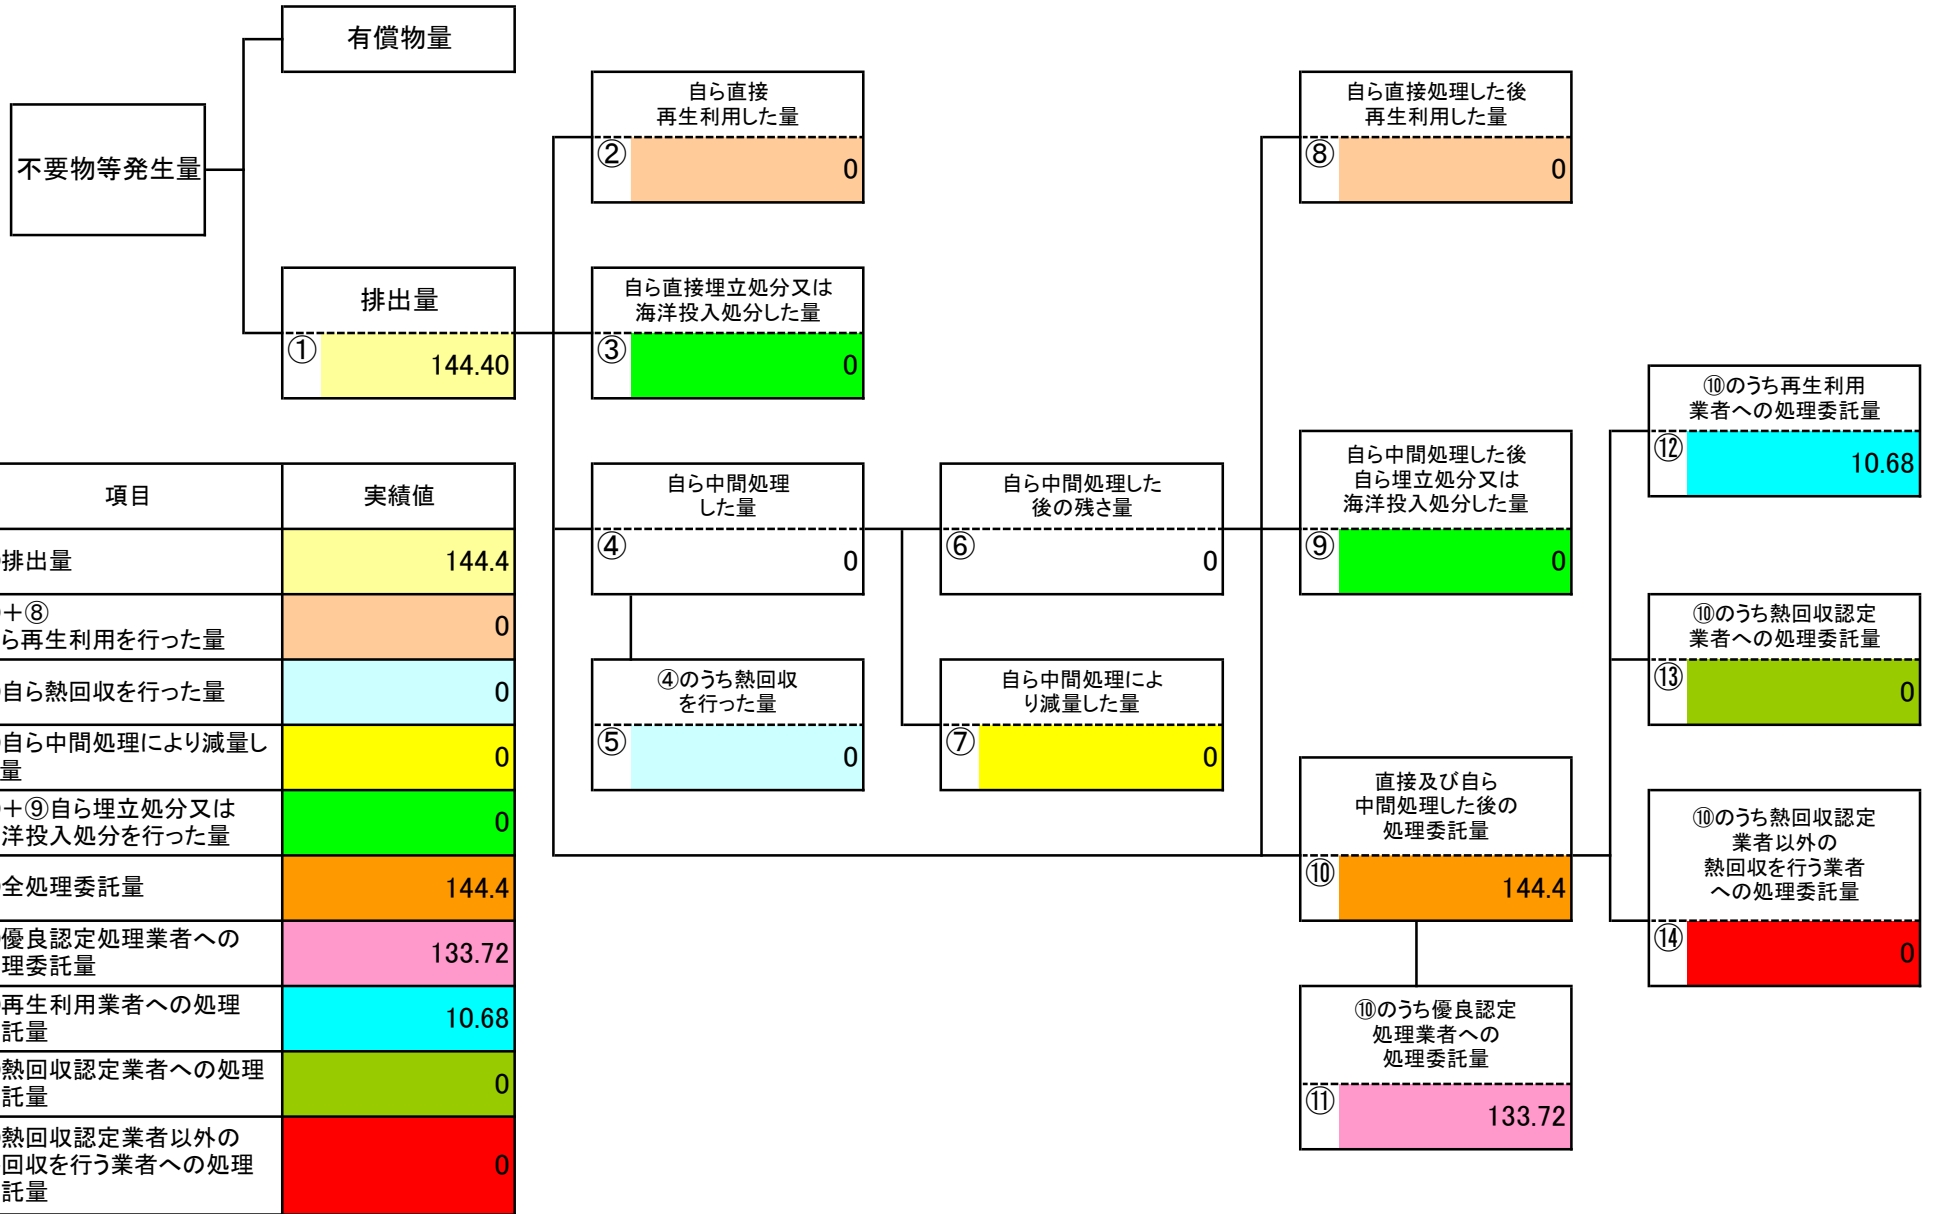 有償物量
不要物等発生量
排出量
①
144.40
自ら直接
再生利用した量
②
0
自ら直接埋立処分又は
海洋投入処分した量
③
0
自ら中間処理
した量
④
0
④のうち熱回収
を行った量
⑤
0
自ら中間処理した
後の残さ量
⑥
0
自ら中間処理によ
り減量した量
⑦
0
自ら直接処理した後
再生利用した量
⑧
0
自ら中間処理した後
自ら埋立処分又は
海洋投入処分した量
⑨
0
直接及び自ら
中間処理した後の
処理委託量
⑩
144.4
⑩のうち優良認定
処理業者への
処理委託量
⑪
133.72
⑩のうち再生利用
業者への処理委託量
⑫
10.68
⑩のうち熱回収認定
業者への処理委託量
⑬
0
⑩のうち熱回収認定
業者以外の
熱回収を行う業者
への処理委託量
⑭
0
項目
実績値
排出量
144.4
+⑧
ら再生利用を行った量
0
自ら熱回収を行った量
0
自ら中間処理により減量し
量
0
+⑨自ら埋立処分又は
洋投入処分を行った量
0
全処理委託量
144.4
優良認定処理業者への
理委託量
133.72
再生利用業者への処理
託量
10.68
熱回収認定業者への処理
託量
0
熱回収認定業者以外の
回収を行う業者への処理
託量
0